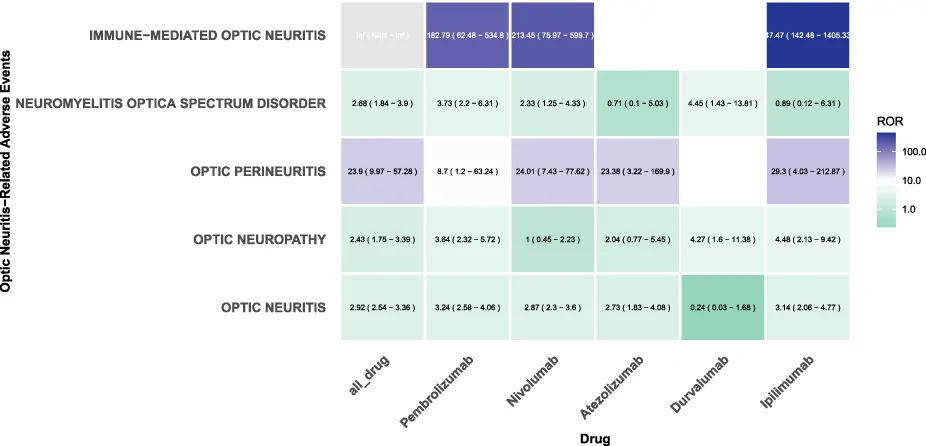 IMMUNE−MEDIATED OPTIC NEURITIS
Inf ( NaN − Inf ) 182.79 ( 62.48 − 534.8 ) 213.45 ( 75.97 − 599.7 ) 47.47 ( 142.48 − 1405.33
NEUROMYELITIS OPTICA SPECTRUM DISORDER
2.68 ( 1.84 − 3.9 ) 3.73 ( 2.2 − 6.31 ) 2.33 ( 1.25 − 4.33 ) 0.71 ( 0.1 − 5.03 ) 4.45 ( 1.43 − 13.81 ) 0.89 ( 0.12 − 6.31 )
OPTIC PERINEURITIS
23.9 ( 9.97 − 57.28 ) 8.7 ( 1.2 − 63.24 ) 24.01 ( 7.43 − 77.62 ) 23.38 ( 3.22 − 169.9 ) 29.3 ( 4.03 − 212.87 )
OPTIC NEUROPATHY
2.43 ( 1.75 − 3.39 ) 3.64 ( 2.32 − 5.72 ) 1 ( 0.45 − 2.23 ) 2.04 ( 0.77 − 5.45 ) 4.27 ( 1.6 − 11.38 ) 4.48 ( 2.13 − 9.42 )
OPTIC NEURITIS
2.92 ( 2.54 − 3.36 ) 3.24 ( 2.58 − 4.06 ) 2.87 ( 2.3 − 3.6 ) 2.73 ( 1.83 − 4.08 ) 0.24 ( 0.03 − 1.68 ) 3.14 ( 2.06 − 4.77 )
Optic Neuritis−Related Adverse Events
all_drug
Pembrolizumab
Nivolumab
Atezolizumab
Durvalumab
Ipilimumab
Drug
ROR
100.0
10.0
1.0